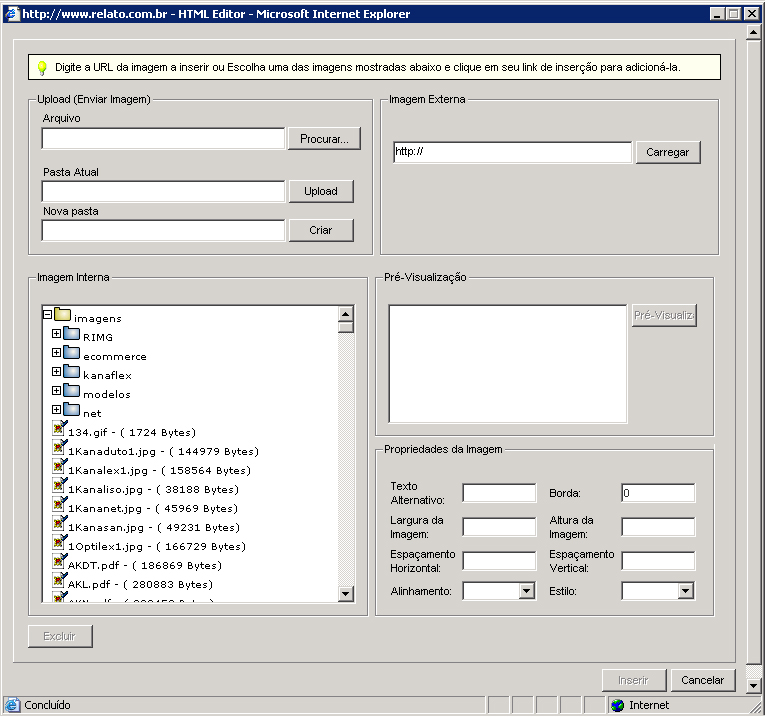 http://www.relato.com.br - HTML Editor - Microsoft Internet Explorer
Digite a URL da imagem a inserir ou Escolha uma das imagens mostradas abaixo e clique em seu link de inserção para adicioná-la.
Upload (Enviar Imagem)
Arquivo
Procurar...
Pasta Atual
Upload
Nova pasta
Criar
Imagem Externa
http://
Carregar
Imagem Interna
imagens
RIMG
ecommerce
kanaflex
modelos
net
134.gif - ( 1724 Bytes)
1Kanaduto1.jpg - ( 144979 Bytes)
1Kanalex1.jpg - ( 158564 Bytes)
1Kanaliso.jpg - ( 38188 Bytes)
1Kananet.jpg - ( 45969 Bytes)
1Kanasan.jpg - ( 49231 Bytes)
1Optilex1.jpg - ( 166729 Bytes)
AKDT.pdf - ( 186869 Bytes)
AKL.pdf - ( 280883 Bytes)
Pré-Visualização
Pré-Visualiz
Propriedades da Imagem
Texto
Alternativo:
Borda:
0
Largura da
Imagem:
Altura da
Imagem:
Espaçamento
Horizontal:
Espaçamento
Vertical:
Alinhamento:
Estilo:
Excluir
Inserir
Cancelar
Concluído
Internet